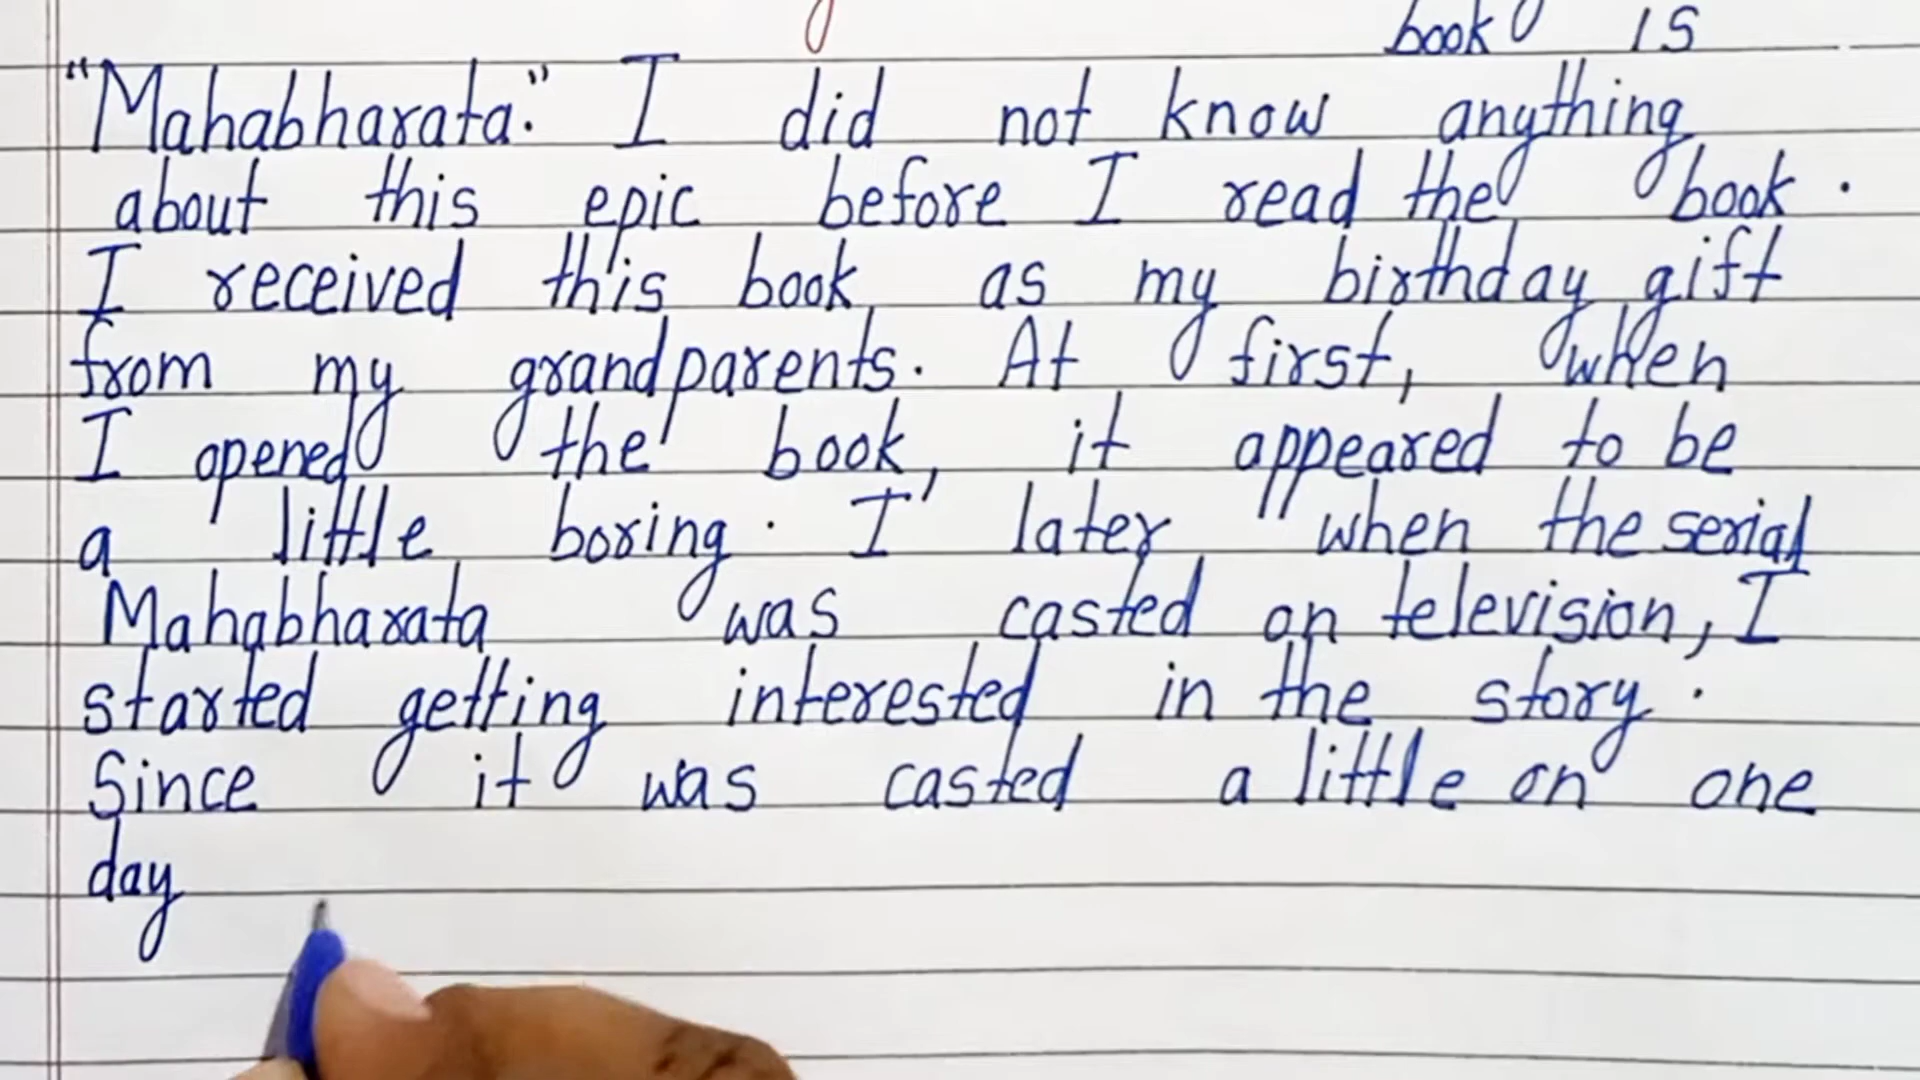 book is
"Mahabharata." I did not know anything
about this epic before I read the book.
I received this book as my birthday gift
from my grandparents. At first, when
I opened the book, it appeared to be
a little boring. I later when the serial
Mahabharata was casted on television, I
started getting interested in the story.
Since it was casted a little on one
day